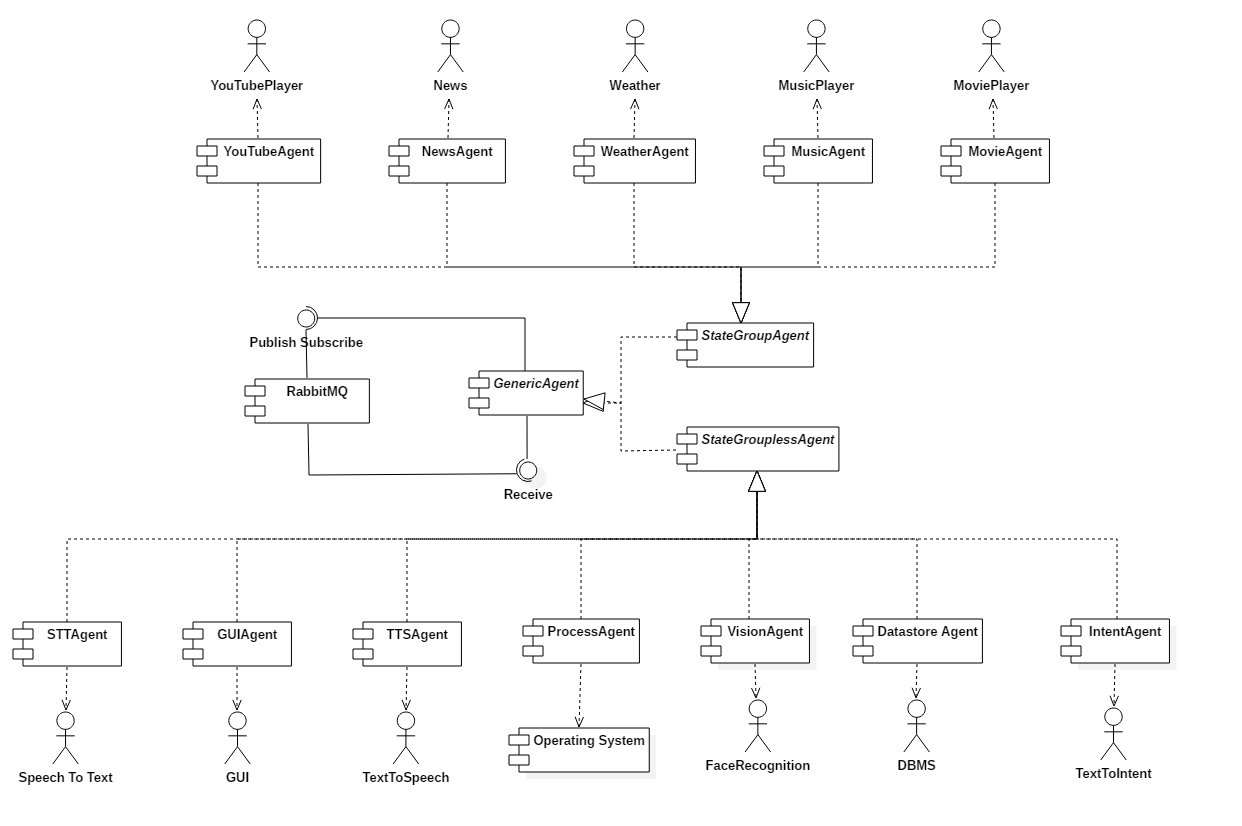 YouTubePlayer
News
Weather
MusicPlayer
MoviePlayer
YouTubeAgent
NewsAgent
WeatherAgent
MusicAgent
MovieAgent
Publish Subscribe
StateGroupAgent
RabbitMQ
GenericAgent
StateGrouplessAgent
Receive
STTAgent
GUIAgent
TTSAgent
ProcessAgent
VisionAgent
Datastore Agent
IntentAgent
Operating System
Speech To Text
GUI
TextToSpeech
FaceRecognition
DBMS
TextToIntent